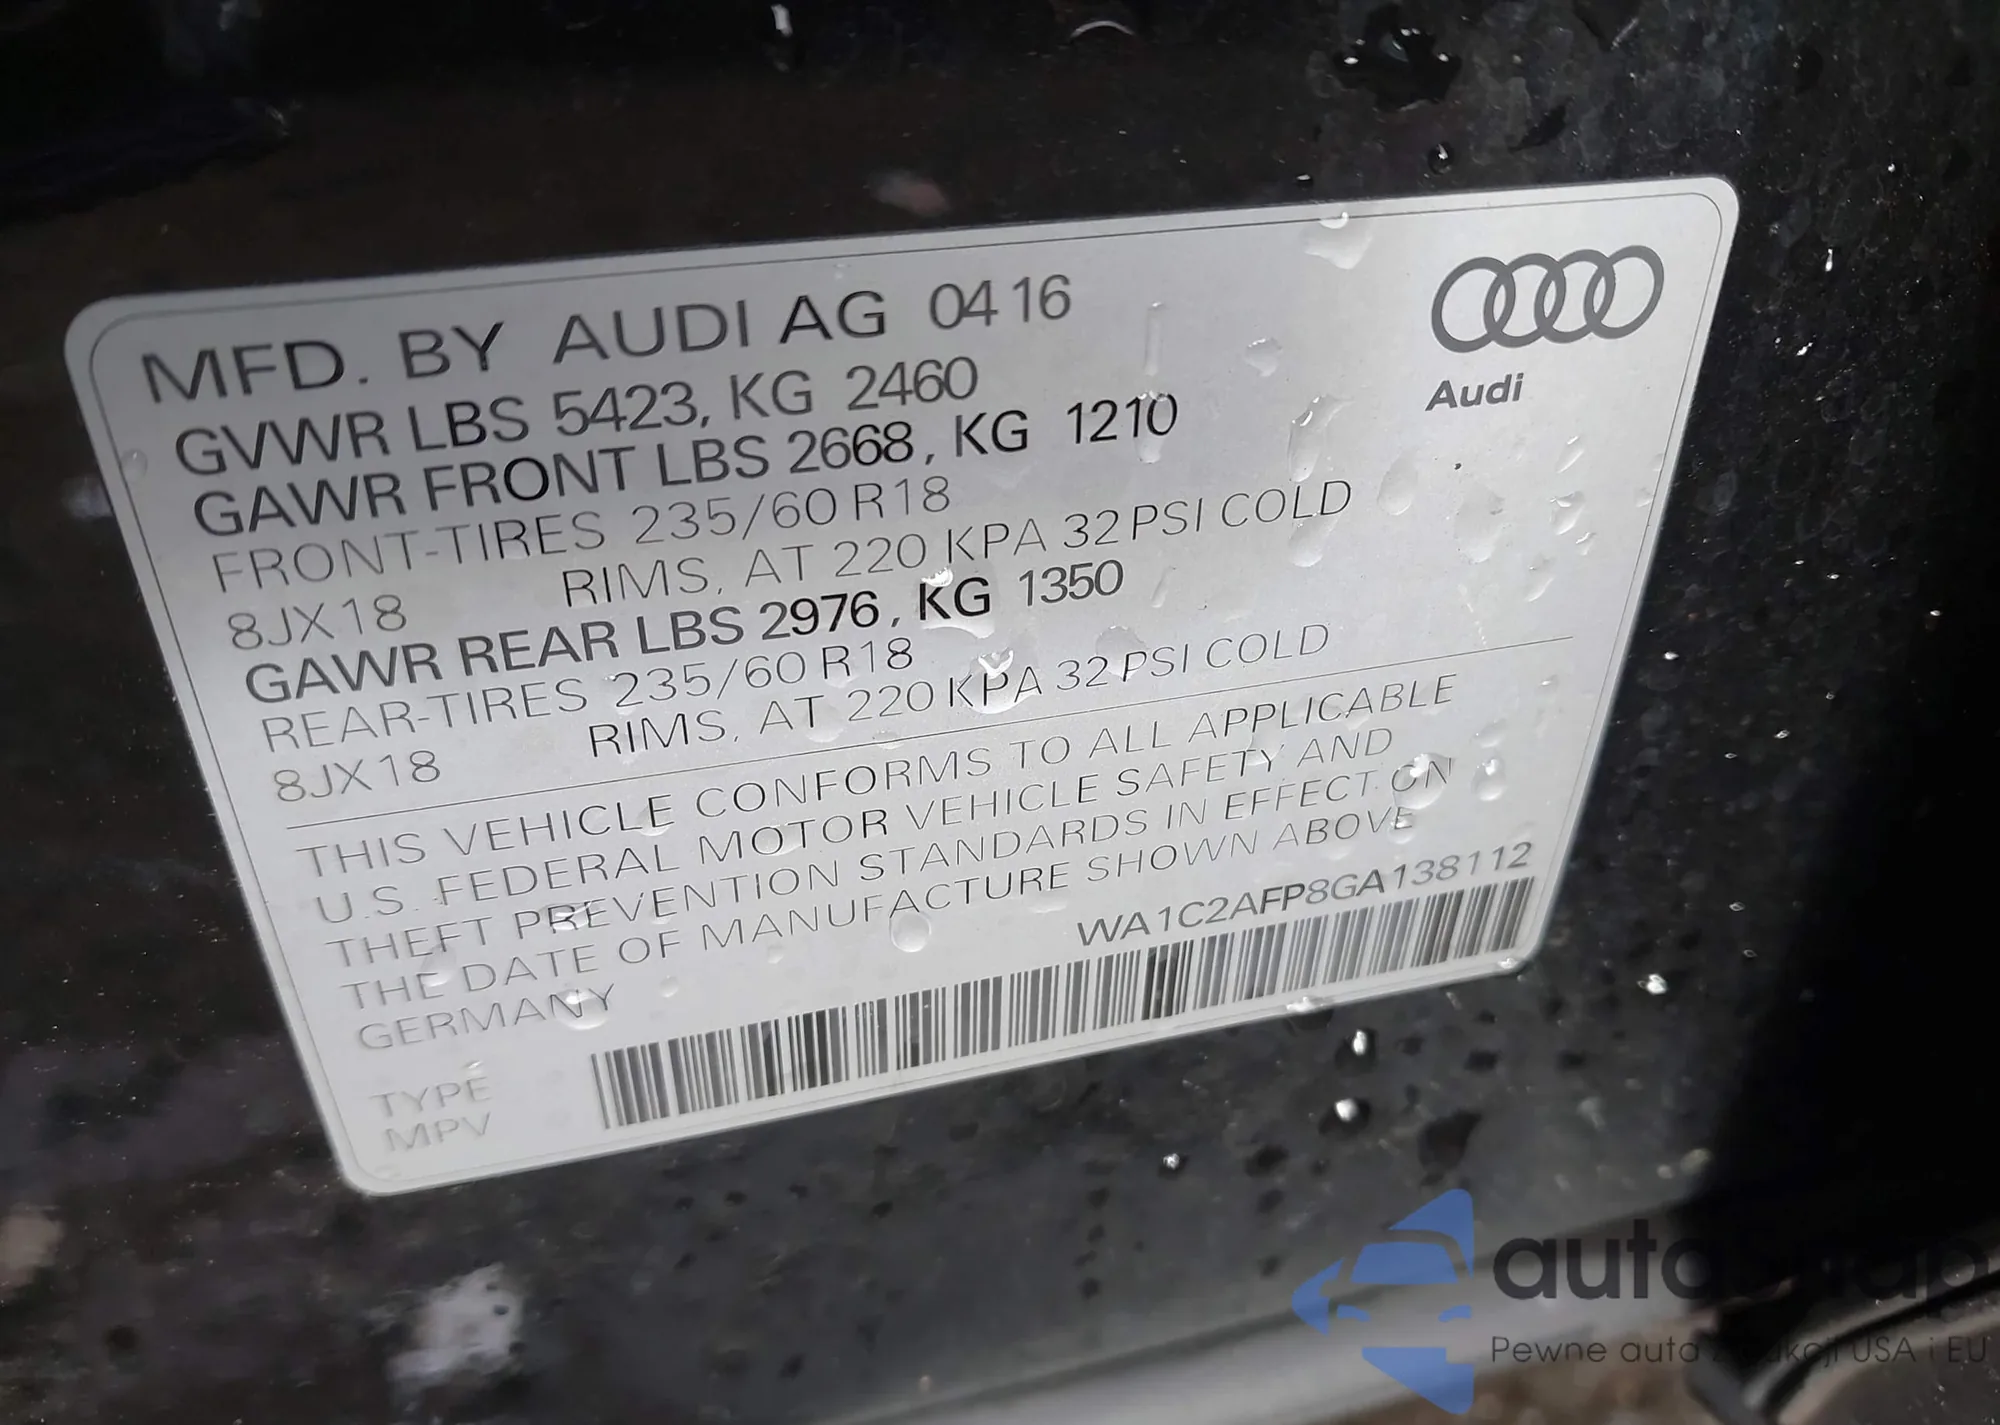 MFD. BY AUDI AG 04 16
GVWR LBS 5423, KG 2460
GAWR FRONT LBS 2668, KG 1210
FRONT-TIRES 235/60 R18
8JX18 RIMS, AT 220 KPA 32 PSI COLD
GAWR REAR LBS 2976, KG 1350
REAR-TIRES 235/60 R18
8JX18 RIMS, AT 220 KPA 32 PSI COLD
THIS VEHICLE CONFORMS TO ALL APPLICABLE
U.S. FEDERAL MOTOR VEHICLE SAFETY AND
THEFT PREVENTION STANDARDS IN EFFECT ON
THE DATE OF MANUFACTURE SHOWN ABOVE
GERMANY WA1C2AFP8GA138112
TYPE
MPV
Audi
Pewne auta USA i EU